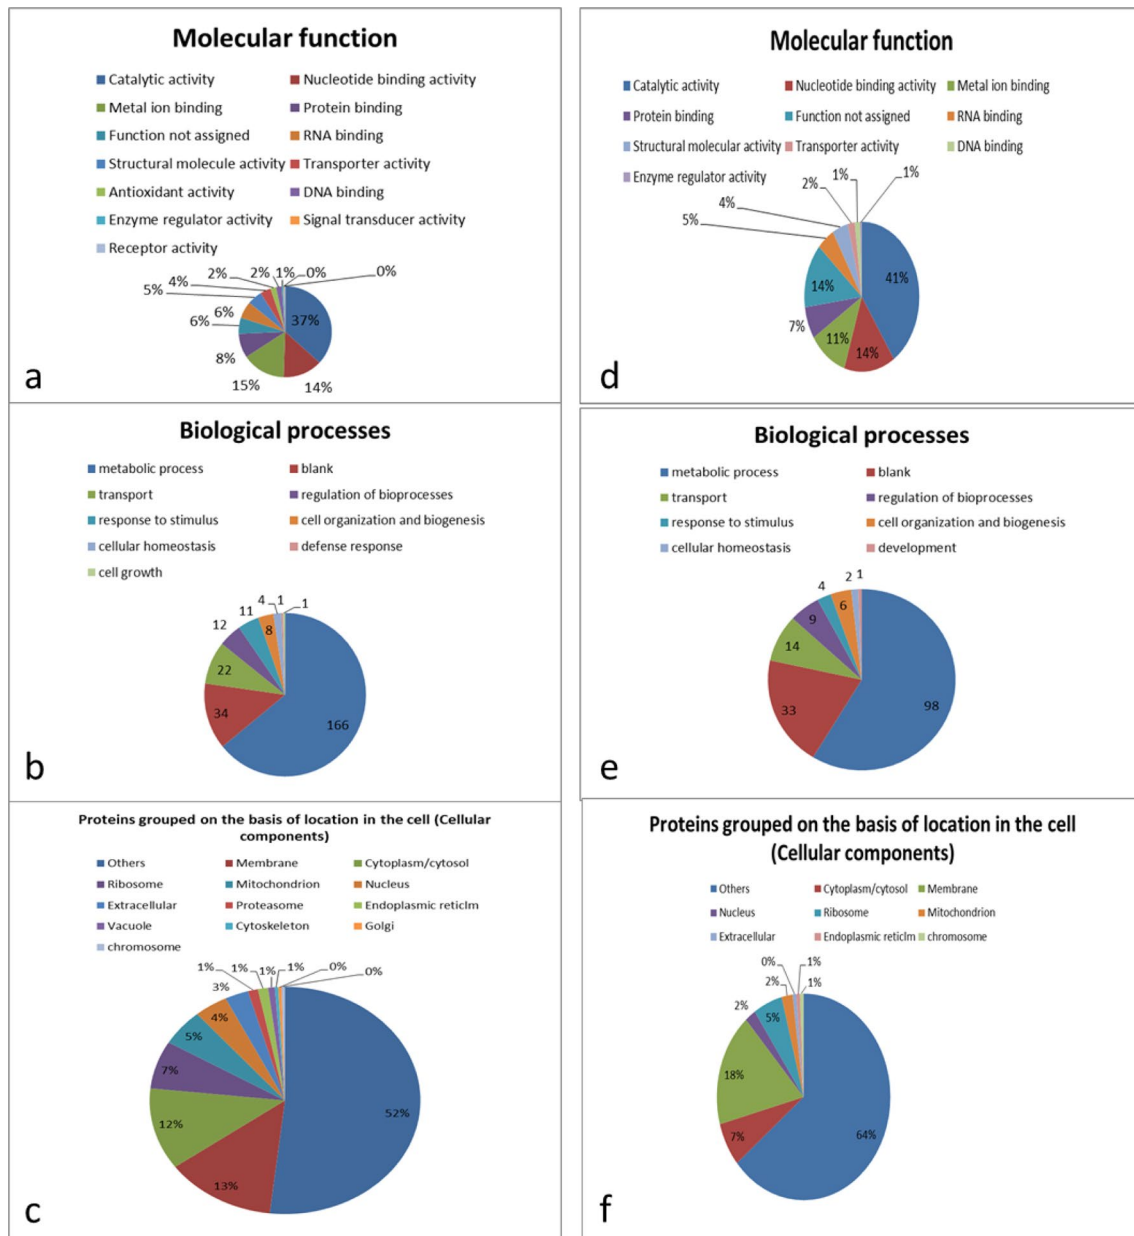 Molecular function
Catalytic activity Nucleotide binding activity
Metal ion binding Protein binding
Function not assigned RNA binding
Structural molecule activity Transporter activity
Antioxidant activity DNA binding
Enzyme regulator activity Signal transducer activity
Receptor activity
2% 2% 1% 0% 0%
4%
5%
6%
6%
37%
8%
15% 14%
a
Biological processes
metabolic process blank
transport regulation of bioprocesses
response to stimulus cell organization and biogenesis
cellular homeostasis defense response
cell growth
4 1 1
11
12
8
22
34
166
b
Proteins grouped on the basis of location in the cell (Cellular
components)
Others Membrane Cytoplasm/cytosol
Ribosome Mitochondrion Nucleus
Extracellular Proteasome Endoplasmic reticlm
Vacuole Cytoskeleton Golgi
chromosome
1% 1% 1% 1% 0% 0%
3%
4%
5%
7%
12%
52%
13%
c
Molecular function
Catalytic activity Nucleotide binding activity Metal ion binding
Protein binding Function not assigned RNA binding
Structural molecular activity Transporter activity DNA binding
Enzyme regulator activity
2% 1% 1%
4%
5%
14%
41%
7%
11%
14%
d
Biological processes
metabolic process blank
transport regulation of bioprocesses
response to stimulus cell organization and biogenesis
cellular homeostasis development
4 2 1
6
9
14
33
98
e
Proteins grouped on the basis of location in the cell
(Cellular components)
Others Cytoplasm/cytosol Membrane
Nucleus Ribosome Mitochondrion
Extracellular Endoplasmic reticlm chromosome
0% 1%
2% 1%
2%
5%
18%
7%
64%
f